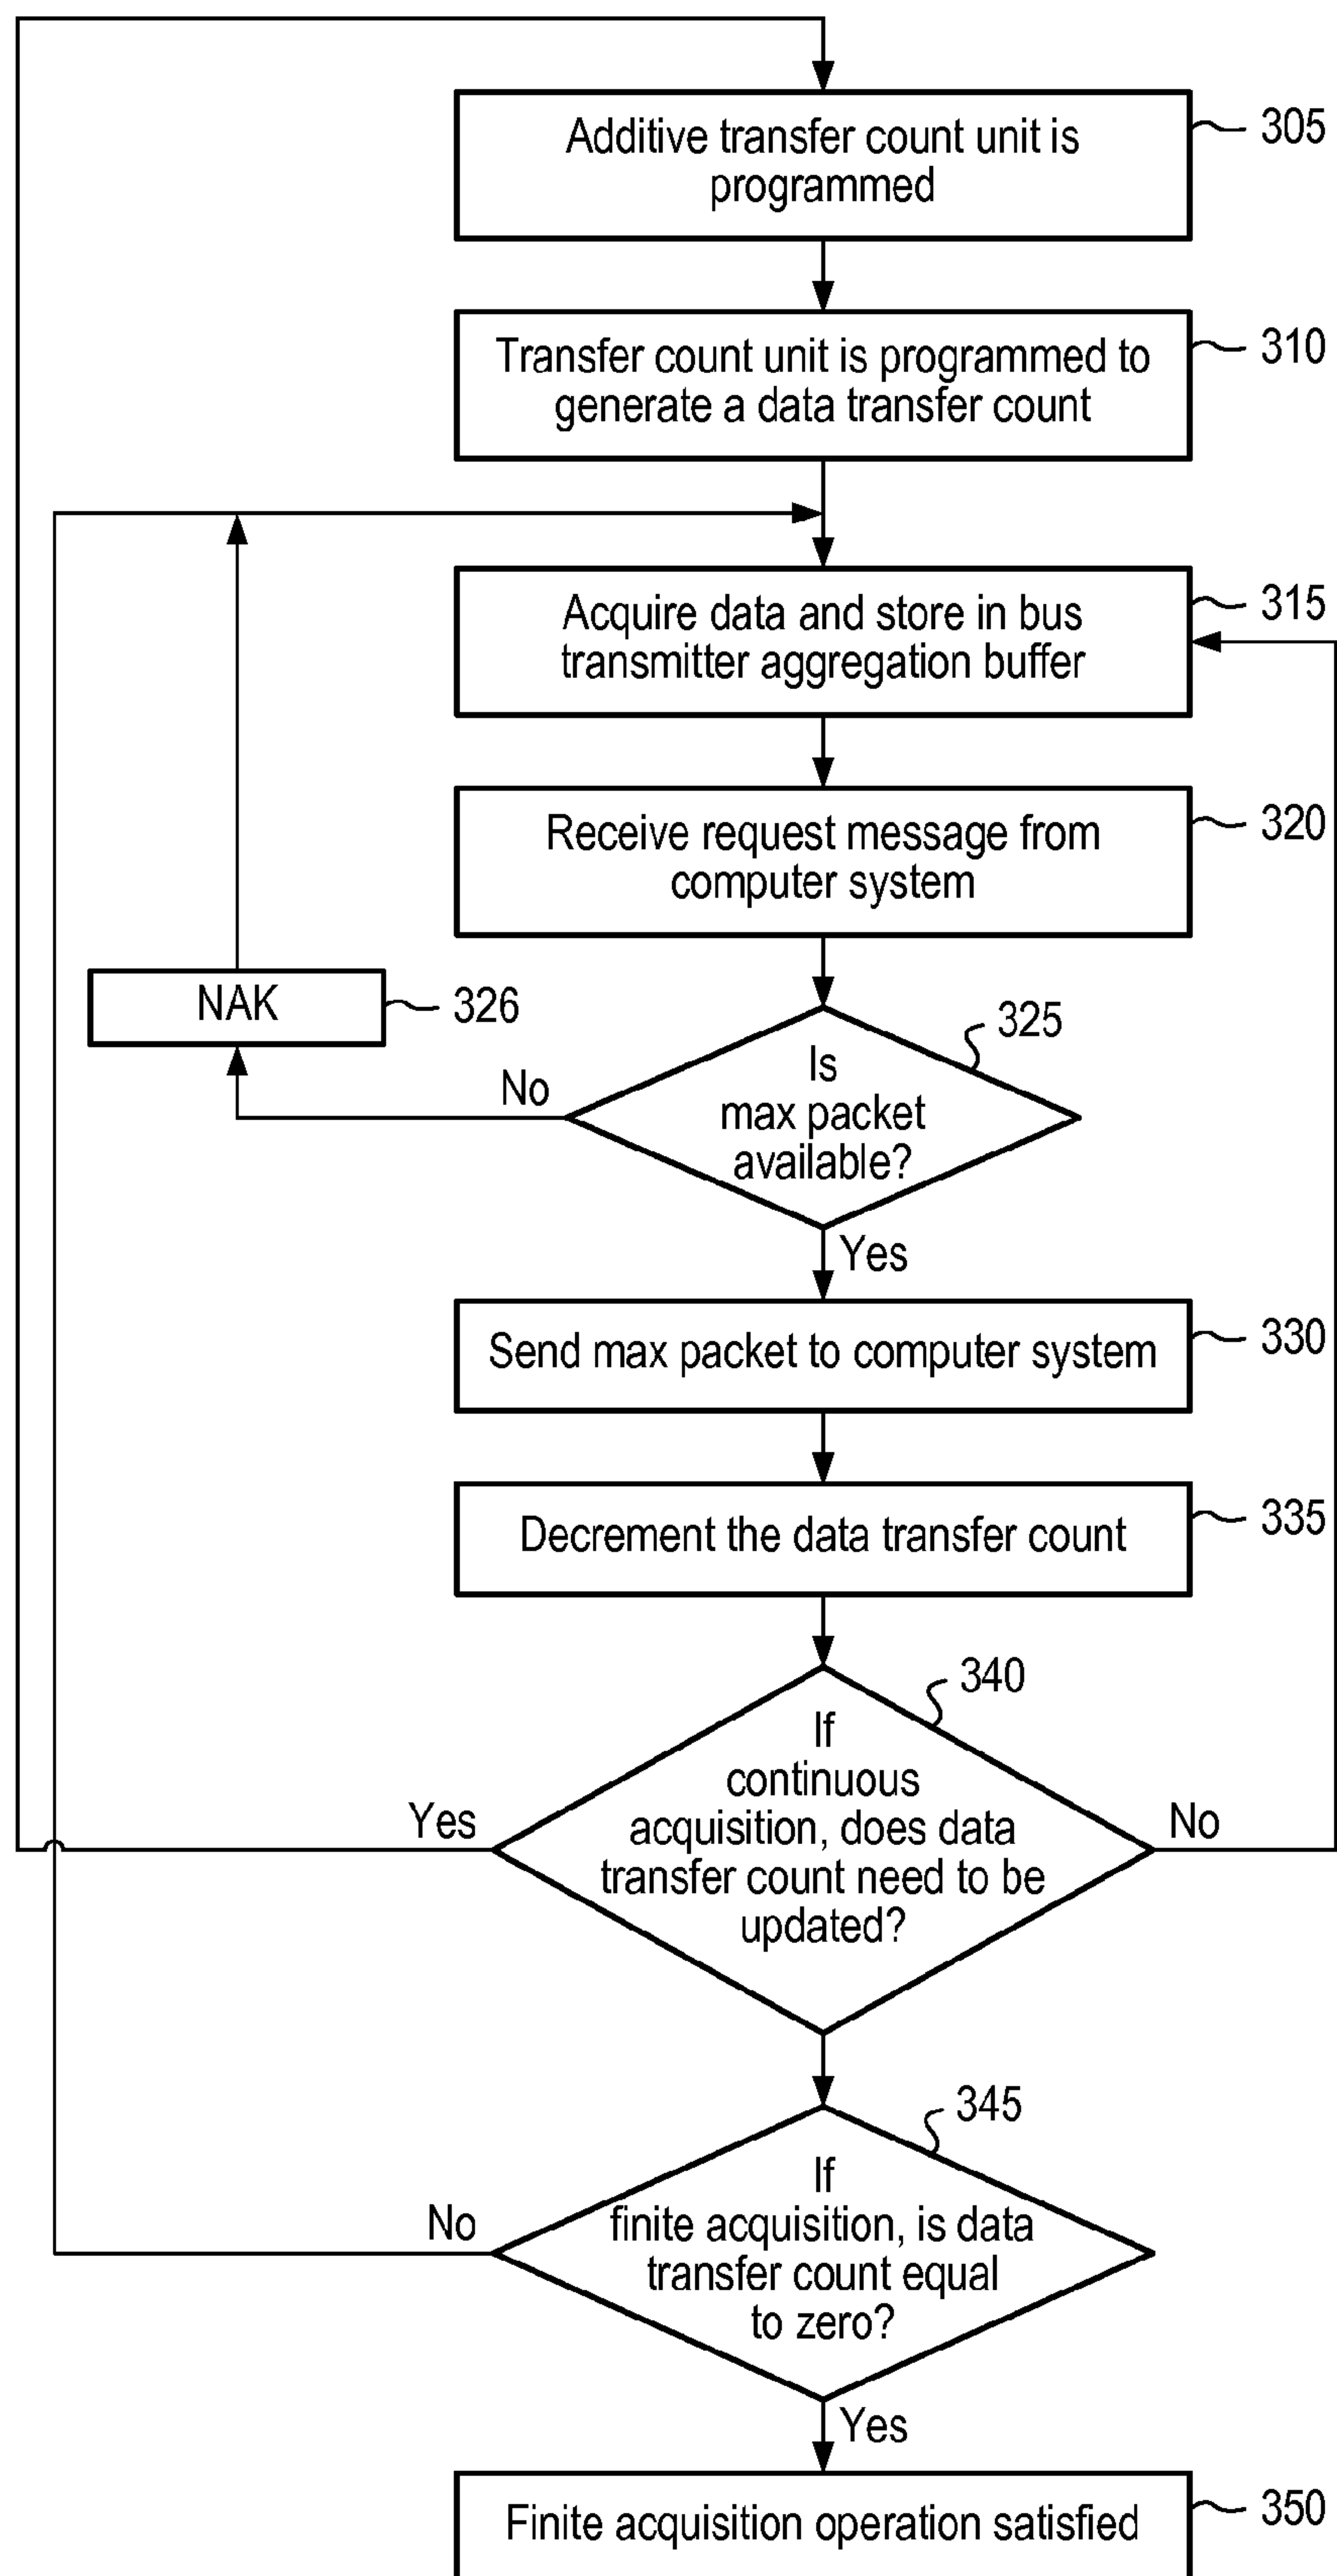 Additive transfer count unit is
programmed
305
Transfer count unit is programmed to
generate a data transfer count
310
Acquire data and store in bus
transmitter aggregation buffer
315
Receive request message from
computer system
320
NAK
326
325
Is
max packet
available?
No
Yes
Send max packet to computer system
330
Decrement the data transfer count
335
340
If
continuous
acquisition, does data
transfer count need to be
updated?
Yes
No
345
If
finite acquisition, is data
transfer count equal
to zero?
No
Yes
Finite acquisition operation satisfied
350